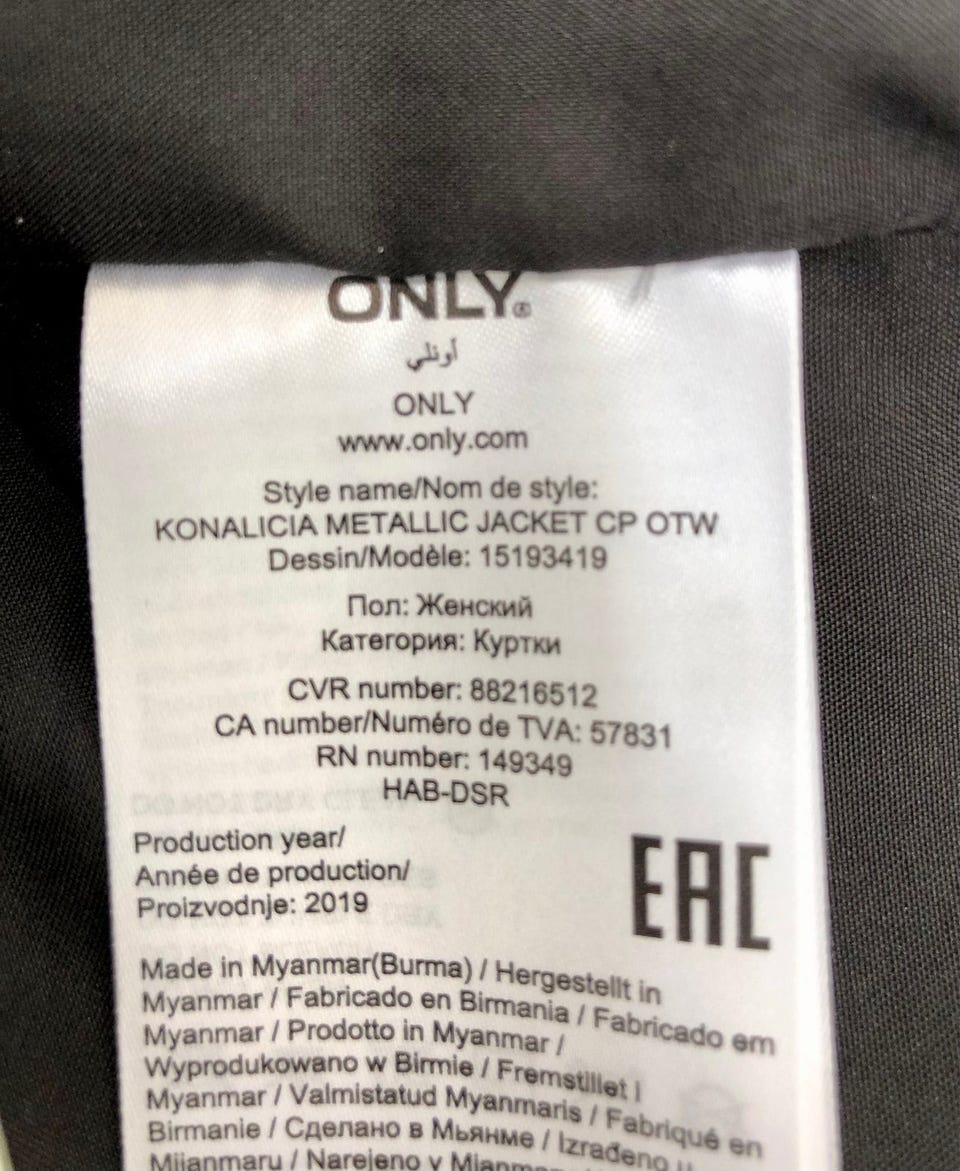 ONLY®
أونلي
ONLY
www.only.com
Style name/Nom de style:
KONALICIA METALLIC JACKET CP OTW
Dessin/Modèle: 15193419
Пол: Женский
Категория: Куртки
CVR number: 88216512
CA number/Numéro de TVA: 57831
RN number: 149349
HAB-DSR
Production year/
Année de production/
Proizvodnje: 2019
EAC
Made in Myanmar(Burma) / Hergestellt in
Myanmar / Fabricado en Birmania / Fabricado em
Myanmar / Prodotto in Myanmar /
Wyprodukowano w Birmie / Fremstillet i
Myanmar / Valmistatud Myanmaris / Fabriqué en
Birmanie / Сделано в Мьянме / Izrađeno u
Mijanmaru / Narejeno v